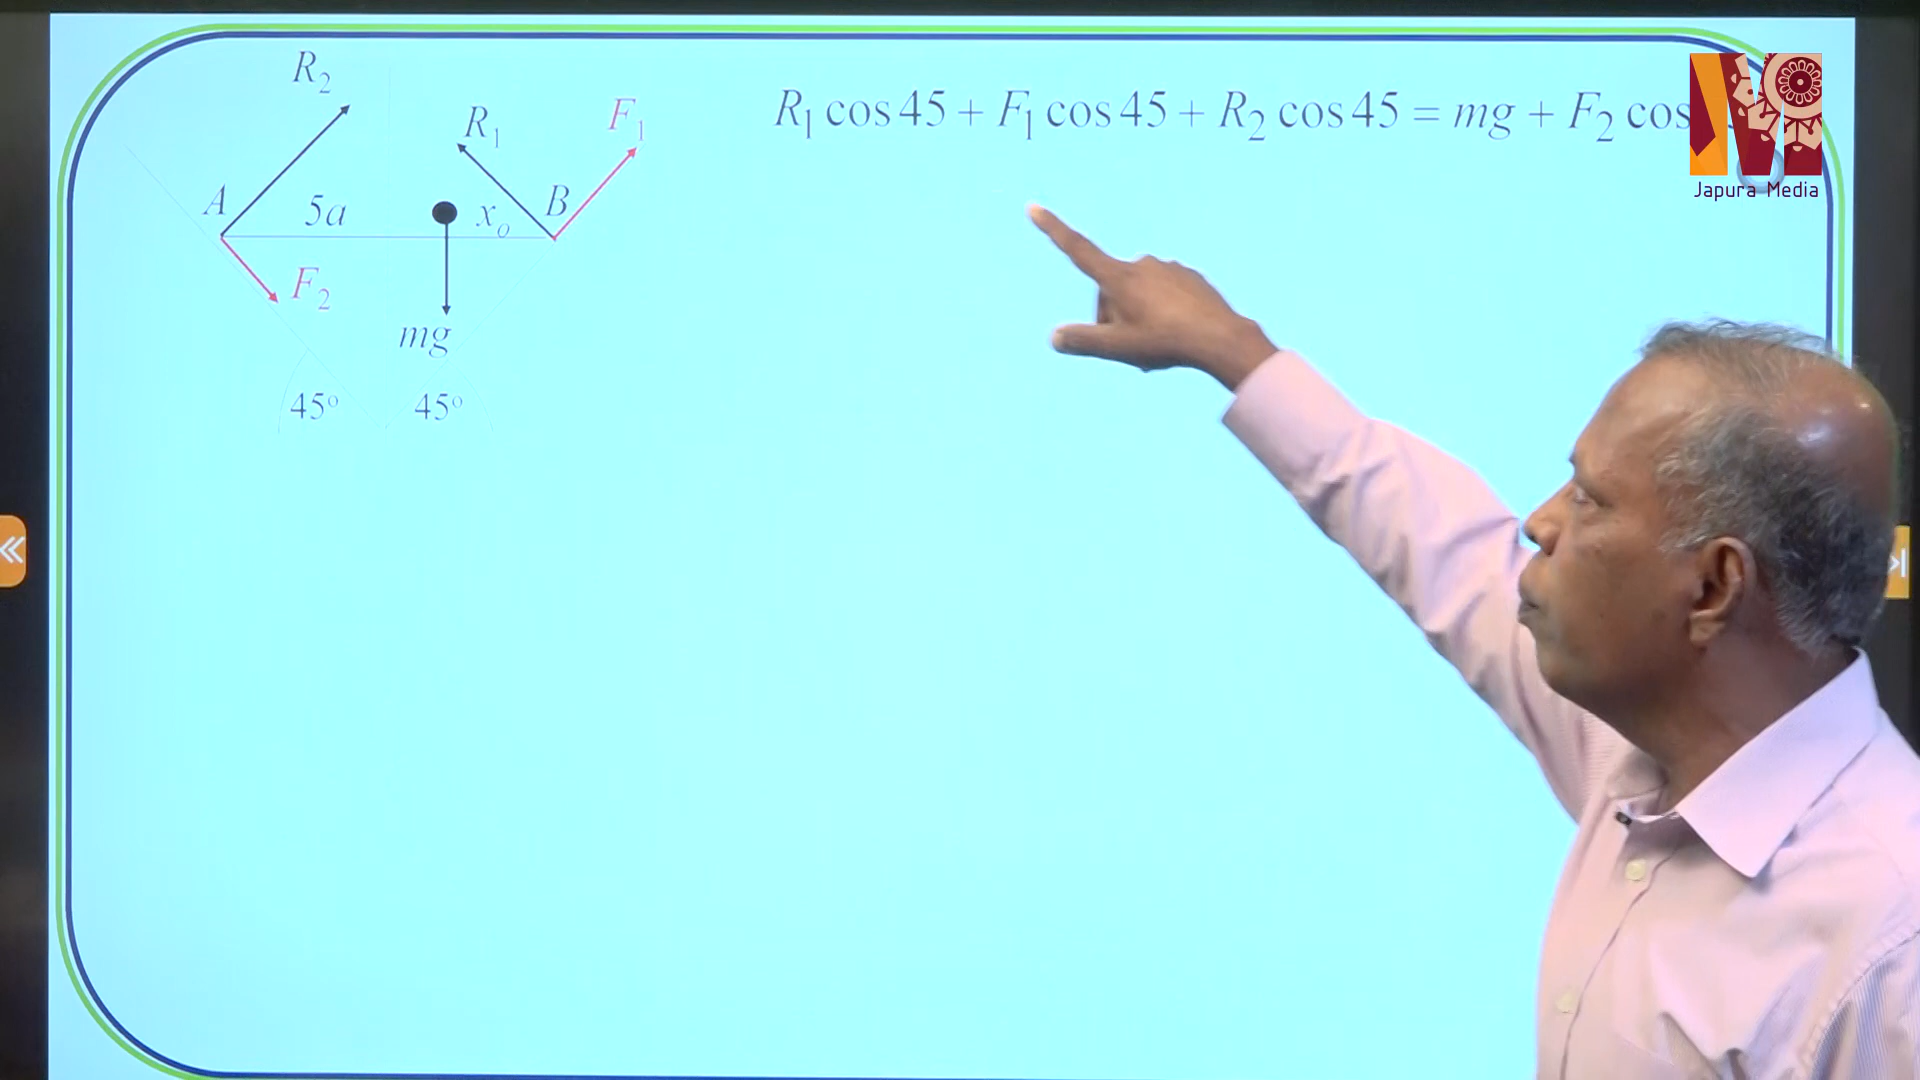 R₂
R₁
F₁
R₁ cos 45 + F₁ cos 45 + R₂ cos 45 = mg + F₂ cos
A
5a
xₒ
B
F₂
mg
45° 45°
Japura Media